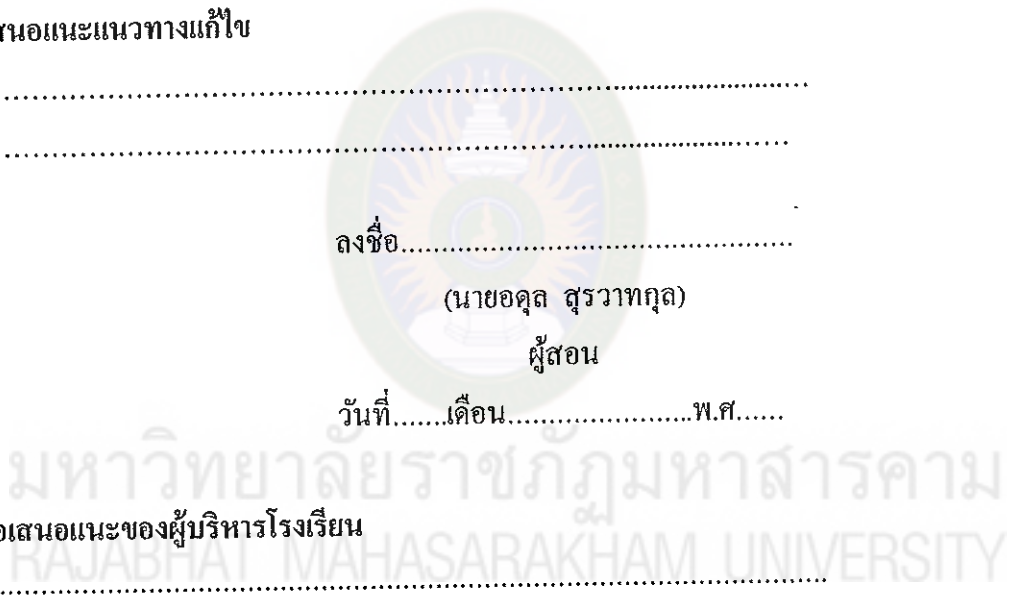 สนอแนะแนวทางแก้ไข
................................................................................
................................................................................
ลงชื่อ................................................
(นายอดุล สุรวาทกุล)
ผู้สอน
วันที่.......เดือน.......................พ.ศ......
มหาวิทยาลัยราชภัฏมหาสารคาม
อเสนอแนะของผู้บริหารโรงเรียน
RAJABHAT MAHASARAKHAM UNIVERSITY
................................................................................